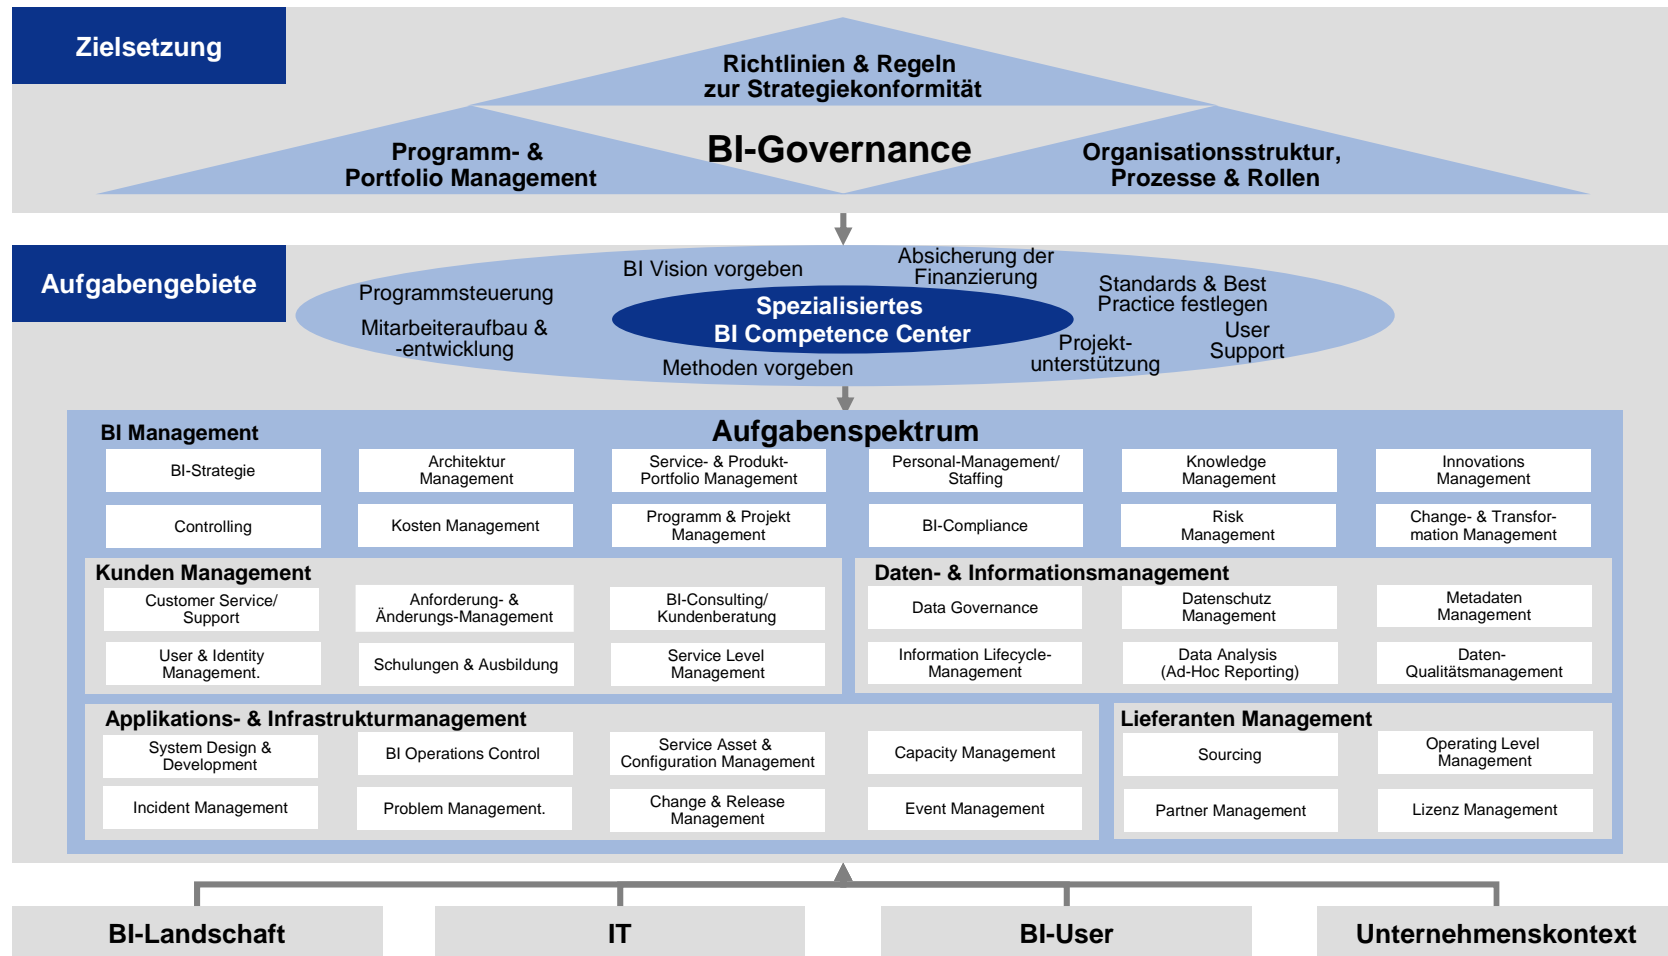 Zielsetzung
Richtlinien & Regeln
zur Strategiekonformität
BI-Governance
Programm- &
Portfolio Management
Organisationsstruktur,
Prozesse & Rollen
Aufgabengebiete
BI Vision vorgeben
Absicherung der
Finanzierung
Programmsteuerung
Standards & Best
Practice festlegen
Spezialisiertes
BI Competence Center
Mitarbeiteraufbau &
-entwicklung
User
Support
Projekt-
unterstützung
Methoden vorgeben
Aufgabenspektrum
BI Management
BI-Strategie
Architektur
Management
Service- & Produkt-
Portfolio Management
Personal-Management/
Staffing
Knowledge
Management
Innovations
Management
Controlling
Kosten Management
Programm & Projekt
Management
BI-Compliance
Risk
Management
Change- & Transfor-
mation Management
Kunden Management
Customer Service/
Support
Anforderung- &
Änderungs-Management
BI-Consulting/
Kundenberatung
User & Identity
Management.
Schulungen & Ausbildung
Service Level
Management
Daten- & Informationsmanagement
Data Governance
Datenschutz
Management
Metadaten
Management
Information Lifecycle-
Management
Data Analysis
(Ad-Hoc Reporting)
Daten-
Qualitätsmanagement
Applikations- & Infrastrukturmanagement
System Design &
Development
BI Operations Control
Service Asset &
Configuration Management
Capacity Management
Incident Management
Problem Management.
Change & Release
Management
Event Management
Lieferanten Management
Sourcing
Operating Level
Management
Partner Management
Lizenz Management
BI-Landschaft
IT
BI-User
Unternehmenskontext